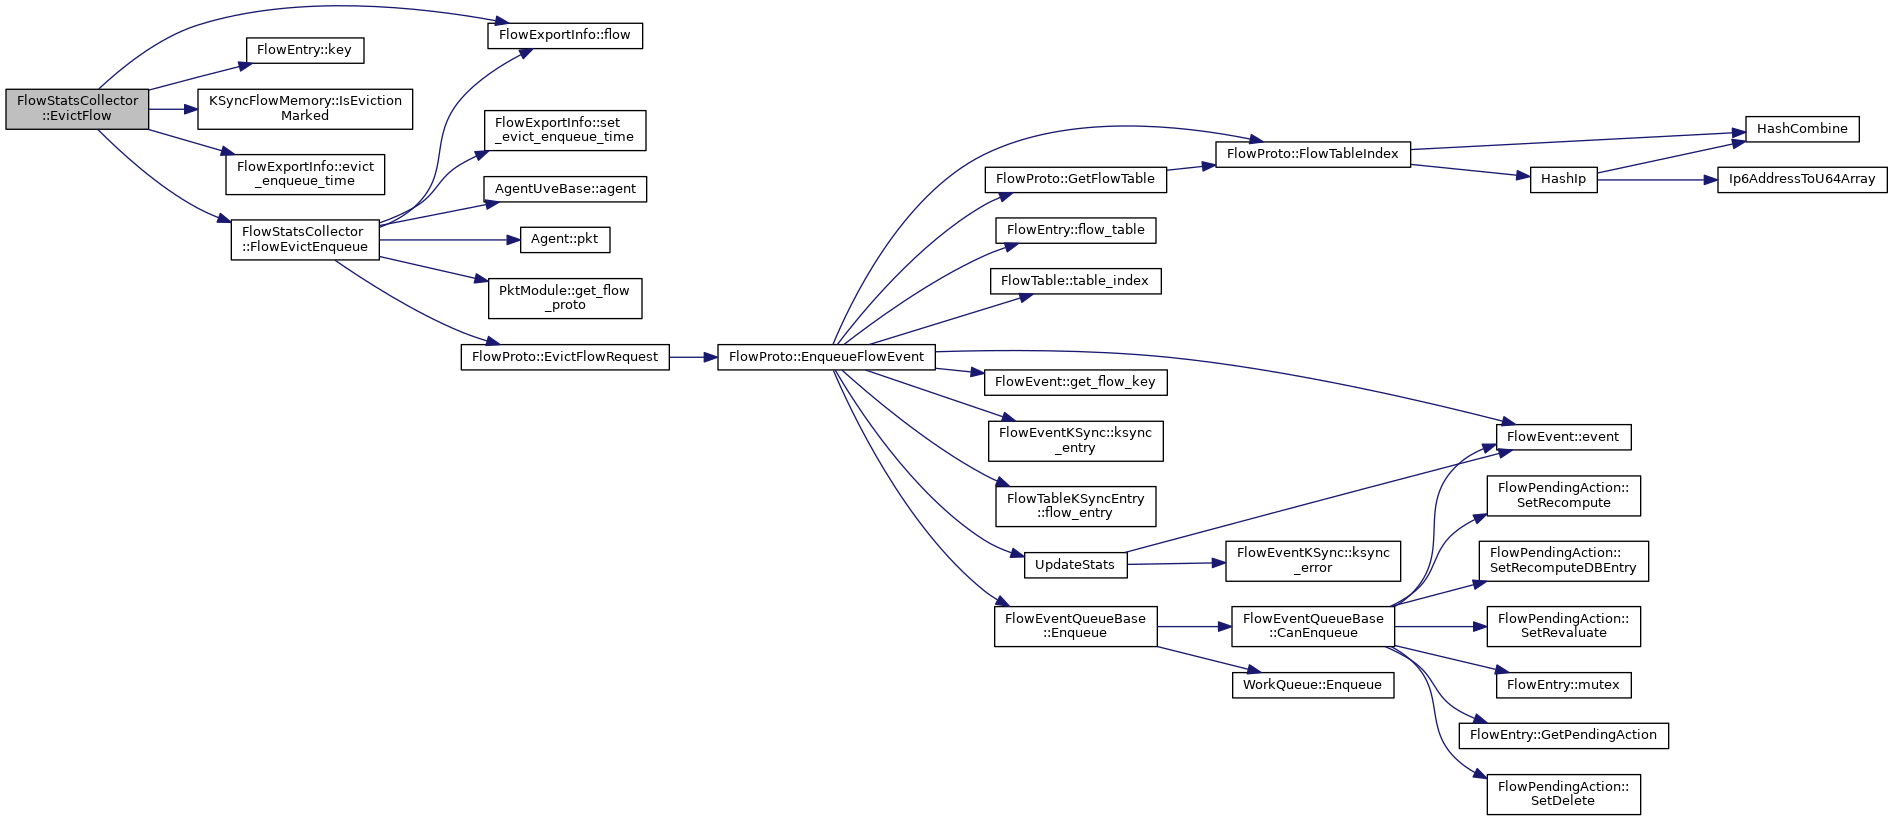 FlowStatsCollector
::EvictFlow
FlowEntry::key
KSyncFlowMemory::IsEviction
Marked
FlowExportInfo::evict
_enqueue_time
FlowStatsCollector
::FlowEvictEnqueue
FlowExportInfo::flow
FlowExportInfo::set
_evict_enqueue_time
AgentUveBase::agent
Agent::pkt
PktModule::get_flow
_proto
FlowProto::EvictFlowRequest
FlowProto::EnqueueFlowEvent
FlowProto::GetFlowTable
FlowEntry::flow_table
FlowTable::table_index
FlowEvent::get_flow_key
FlowEventKSync::ksync
_entry
FlowTableKSyncEntry
::flow_entry
UpdateStats
FlowEventQueueBase
::Enqueue
FlowProto::FlowTableIndex
FlowEventKSync::ksync
_error
FlowEventQueueBase
::CanEnqueue
WorkQueue::Enqueue
HashIp
FlowEvent::event
FlowPendingAction::
SetRecompute
FlowPendingAction::
SetRecomputeDBEntry
FlowPendingAction::
SetRevaluate
FlowEntry::mutex
FlowEntry::GetPendingAction
FlowPendingAction::
SetDelete
HashCombine
Ip6AddressToU64Array